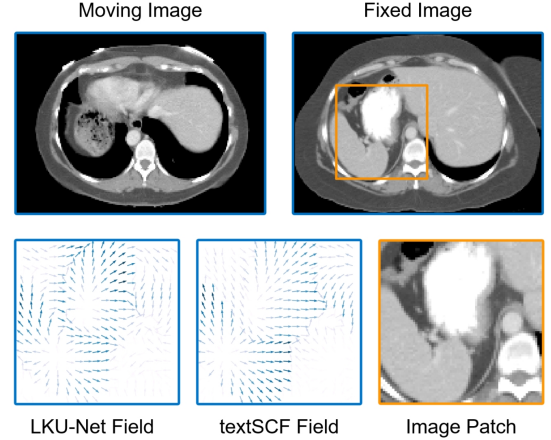 Moving Image
Fixed Image
LKU-Net Field
textSCF Field
Image Patch